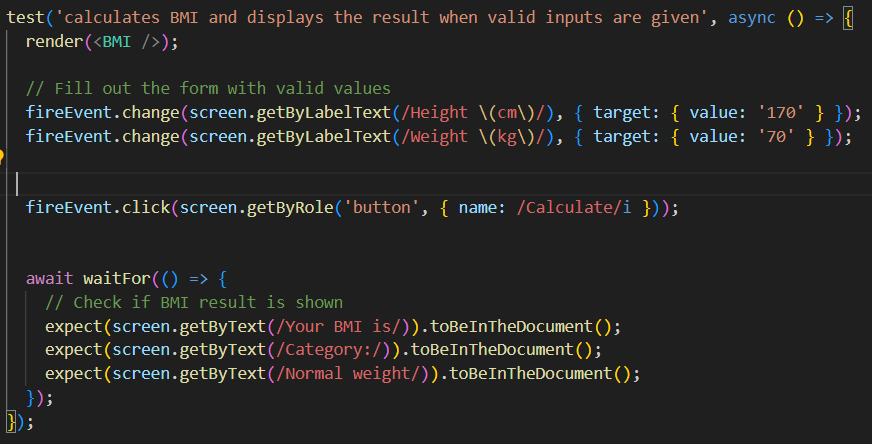 test('calculates BMI and displays the result when valid inputs are given', async () => {
render(<BMI />);
// Fill out the form with valid values
fireEvent.change(screen.getByLabelText(/Height \(cm\)/), { target: { value: '170' } });
fireEvent.change(screen.getByLabelText(/Weight \(kg\)/), { target: { value: '70' } });
fireEvent.click(screen.getByRole('button', { name: /Calculate/i }));
await waitFor(() => {
// Check if BMI result is shown
expect(screen.getByText(/Your BMI is/)).toBeInTheDocument();
expect(screen.getByText(/Category:/)).toBeInTheDocument();
expect(screen.getByText(/Normal weight/)).toBeInTheDocument();
});
});